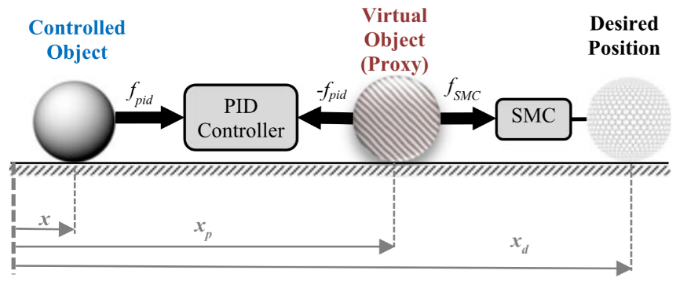 Controlled
Object
Virtual
Object
(Proxy)
Desired
Position
f_pid
PID
Controller
-f_pid
f_SMC
SMC
x
x_p
x_d